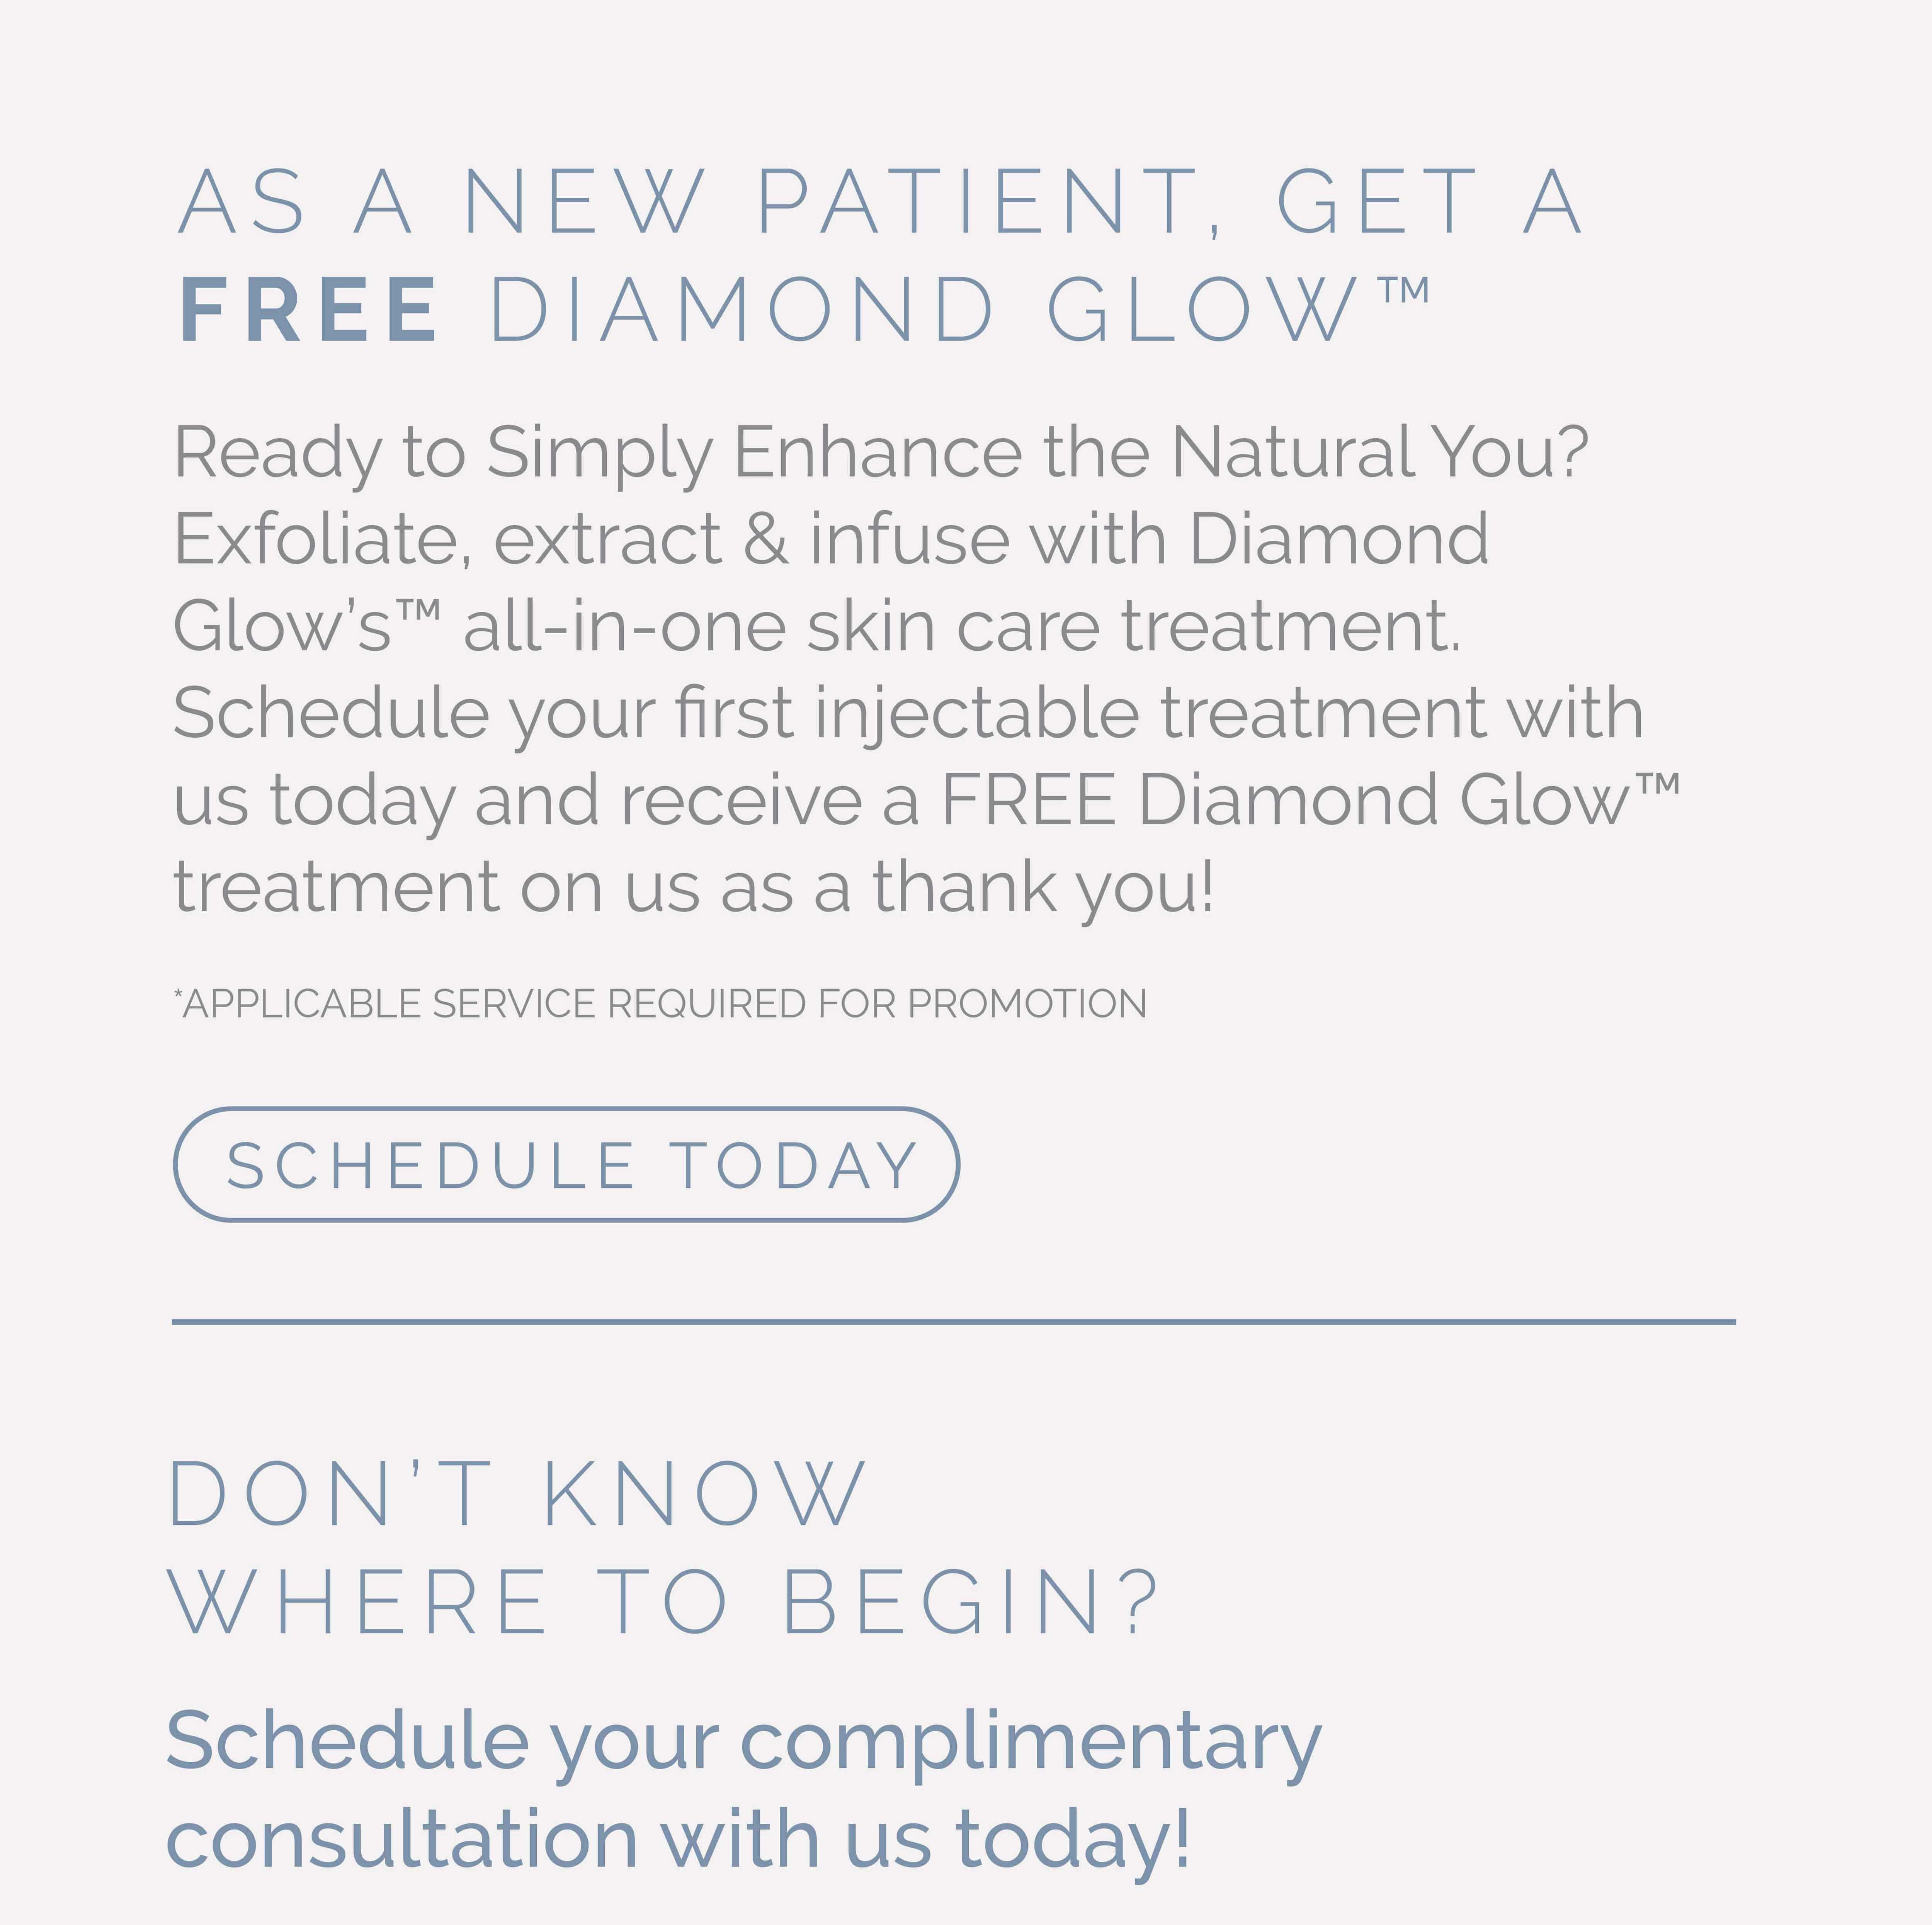 AS A NEW PATIENT, GET A
FREE DIAMOND GLOW™
Ready to Simply Enhance the Natural You?
Exfoliate, extract & infuse with Diamond
Glow’s™ all-in-one skin care treatment.
Schedule your first injectable treatment with
us today and receive a FREE Diamond Glow™
treatment on us as a thank you!
*APPLICABLE SERVICE REQUIRED FOR PROMOTION
SCHEDULE TODAY
DON’T KNOW
WHERE TO BEGIN?
Schedule your complimentary
consultation with us today!